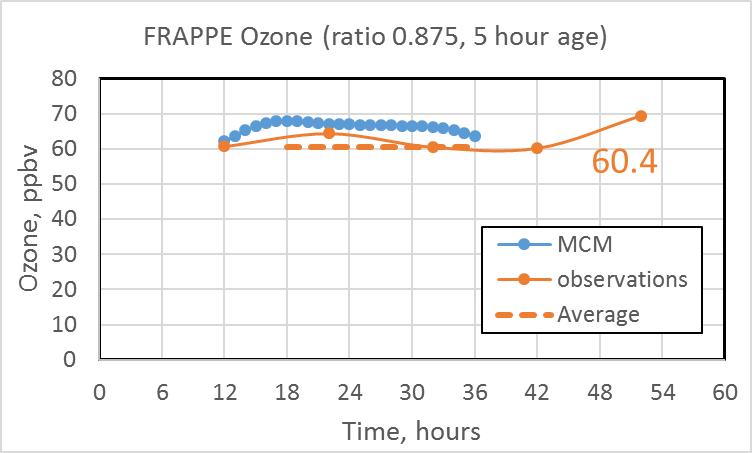 FRAPPE Ozone (ratio 0.875, 5 hour age)
80
70
60
50
40
30
20
10
0
Ozone, ppbv
60.4
MCM
observations
Average
0 6 12 18 24 30 36 42 48 54 60
Time, hours